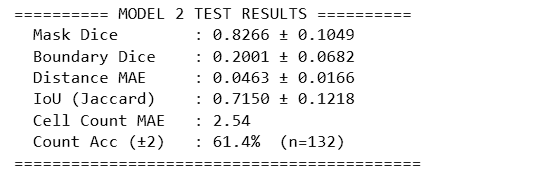 ========== MODEL 2 TEST RESULTS ==========
  Mask Dice        : 0.8266 ± 0.1049
  Boundary Dice    : 0.2001 ± 0.0682
  Distance MAE     : 0.0463 ± 0.0166
  IoU (Jaccard)    : 0.7150 ± 0.1218
  Cell Count MAE   : 2.54
  Count Acc (±2)   : 61.4%  (n=132)
===========================================